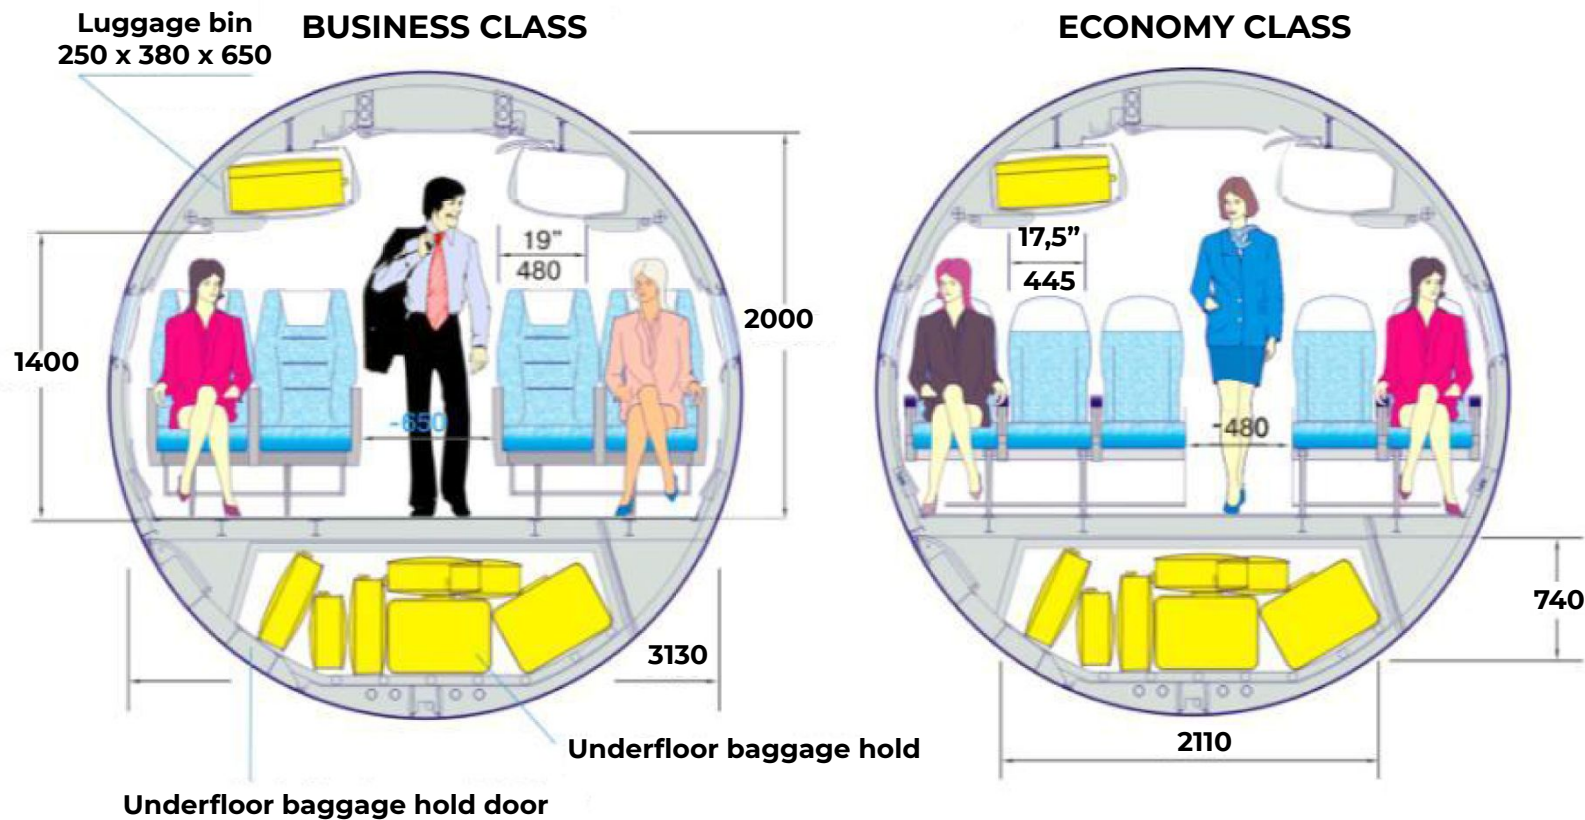 Luggage bin
250 x 380 x 650
BUSINESS CLASS
ECONOMY CLASS
19”
480
17,5”
445
2000
1400
-650
-480
740
3130
2110
Underfloor baggage hold
Underfloor baggage hold door